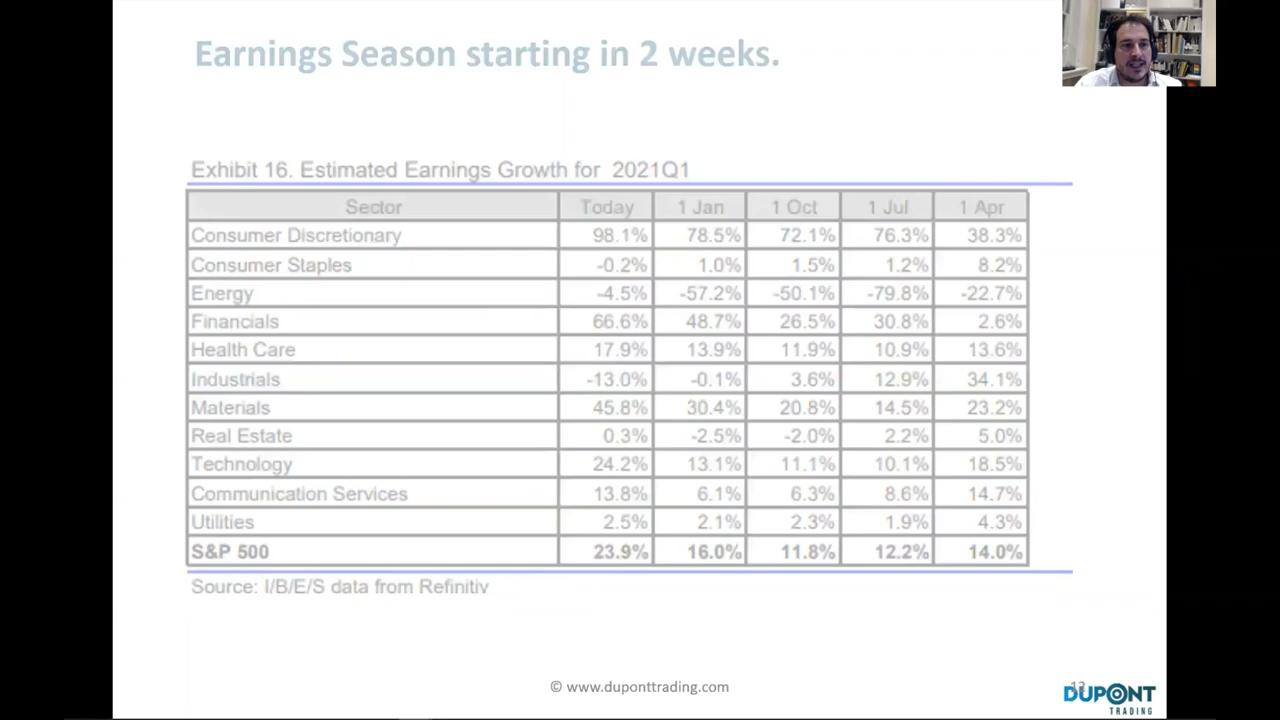 Earnings Season starting in 2 weeks.
Exhibit 16. Estimated Earnings Growth for 2021Q1
Sector Today 1 Jan 1 Oct 1 Jul 1 Apr
Consumer Discretionary 98.1% 78.5% 72.1% 76.3% 38.3%
Consumer Staples -0.2% 1.0% 1.5% 1.2% 8.2%
Energy -4.5% -57.2% -50.1% -79.8% -22.7%
Financials 66.6% 48.7% 26.5% 30.8% 2.6%
Health Care 17.9% 13.9% 11.9% 10.9% 13.6%
Industrials -13.0% -0.1% 3.6% 12.9% 34.1%
Materials 45.8% 30.4% 20.8% 14.5% 23.2%
Real Estate 0.3% -2.5% -2.0% 2.2% 5.0%
Technology 24.2% 13.1% 11.1% 10.1% 18.5%
Communication Services 13.8% 6.1% 6.3% 8.6% 14.7%
Utilities 2.5% 2.1% 2.3% 1.9% 4.3%
S&P 500 23.9% 16.0% 11.8% 12.2% 14.0%
Source: I/B/E/S data from Refinitiv
© www.duponttrading.com
DUPONT
TRADING